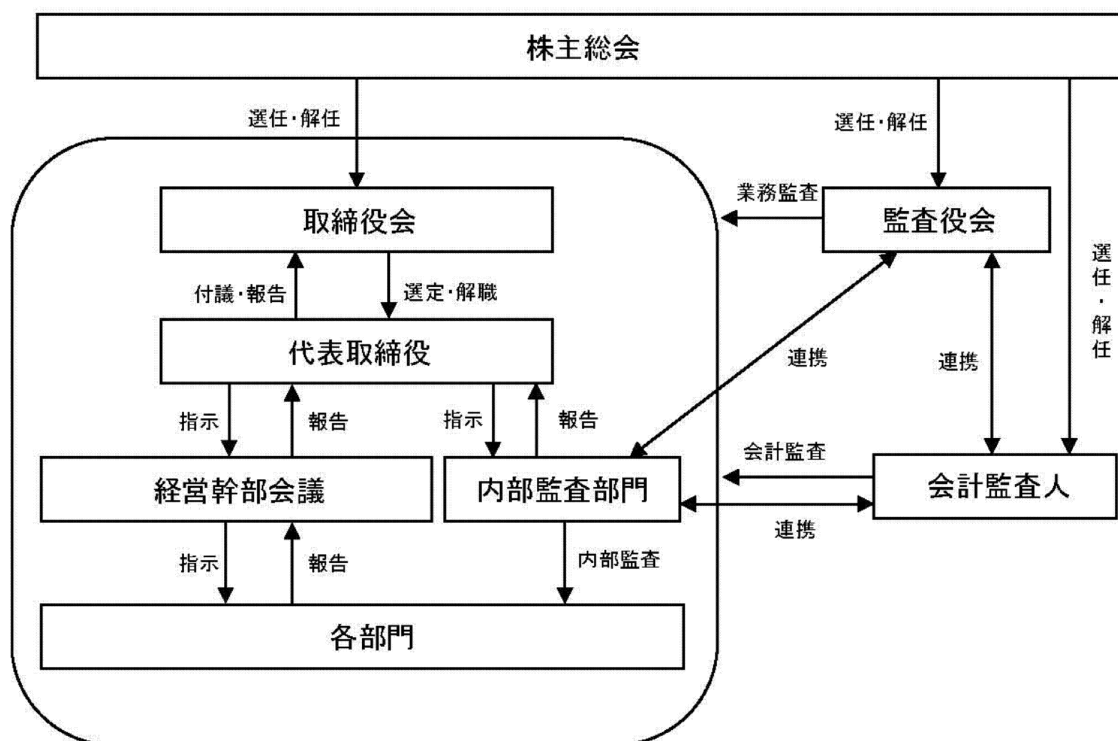 株主総会
選任・解任
選任・解任
選任・解任
取締役会
業務監査
監査役会
付議・報告
選定・解職
代表取締役
連携
連携
指示
報告
指示
報告
経営幹部会議
内部監査部門
会計監査
会計監査人
連携
指示
報告
内部監査
各部門